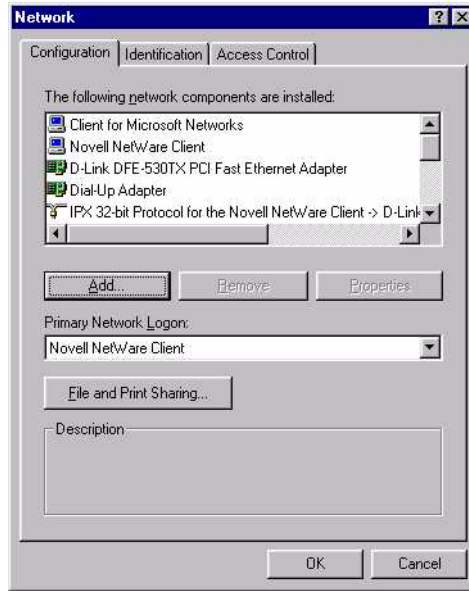 Network
Configuration Identification Access Control
The following network components are installed:
Client for Microsoft Networks
Novell NetWare Client
D-Link DFE-530TX PCI Fast Ethernet Adapter
Dial-Up Adapter
IPX 32-bit Protocol for the Novell NetWare Client -> D-Link
Add... Remove Properties
Primary Network Logon:
Novell NetWare Client
File and Print Sharing...
Description
OK Cancel